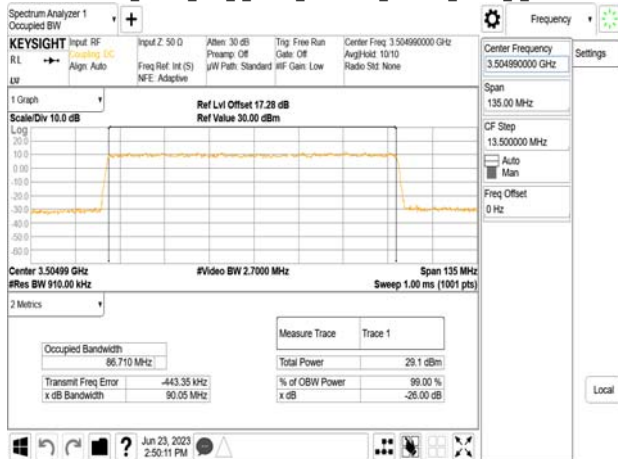 Spectrum Analyzer 1
Occupied BW
Frequency
KEYSIGHT
Input: RF
Coupling: DC
Align: Auto
Input Z: 50 Ω
Freq Ref: Int (S)
NFE: Adaptive
Atten: 30 dB
Preamp: Off
µW Path: Standard
Trig: Free Run
Gate: Off
#IF Gain: Low
Center Freq: 3.504990000 GHz
Avg|Hold: 10/10
Radio Std: None
RL
Center Frequency
3.504990000 GHz
Settings
Span
135.00 MHz
CF Step
13.500000 MHz
Auto
Man
Freq Offset
0 Hz
Local
1 Graph
Scale/Div 10.0 dB
Ref Lvl Offset 17.28 dB
Ref Value 30.00 dBm
Log
20.0
10.0
0.00
-10.0
-20.0
-30.0
-40.0
-50.0
-60.0
Center 3.50499 GHz
#Video BW 2.7000 MHz
Span 135 MHz
#Res BW 910.00 kHz
Sweep 1.00 ms (1001 pts)
2 Metrics
Measure Trace
Trace 1
Occupied Bandwidth
86.710 MHz
Total Power
29.1 dBm
Transmit Freq Error
-443.35 kHz
% of OBW Power
99.00 %
x dB Bandwidth
90.05 MHz
x dB
-26.00 dB
?
Jun 23, 2023
2:50:11 PM